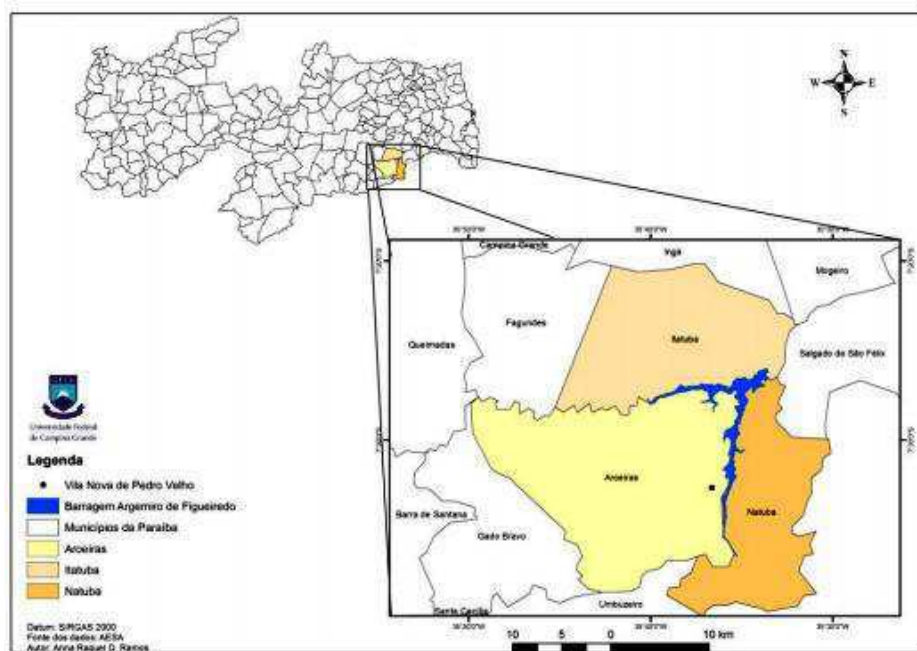 N
W E
S
Campina Grande
Ingá
Mogeiro
Fagundes
Queimadas
Itatuba
Salgado de São Félix
Aroeiras
Natuba
Barra de Santana
Gado Bravo
Umbuzeiro
Santa Cecília
Universidade Federal
de Campina Grande
Legenda
Vila Nova de Pedro Velho
Barragem Argemiro de Figueiredo
Municípios da Paraíba
Aroeiras
Itatuba
Natuba
Datum: SIRGAS 2000
Fonte dos dados: AESA
Autor: Anna Raquel D. Ramos
10 5 0 10 km